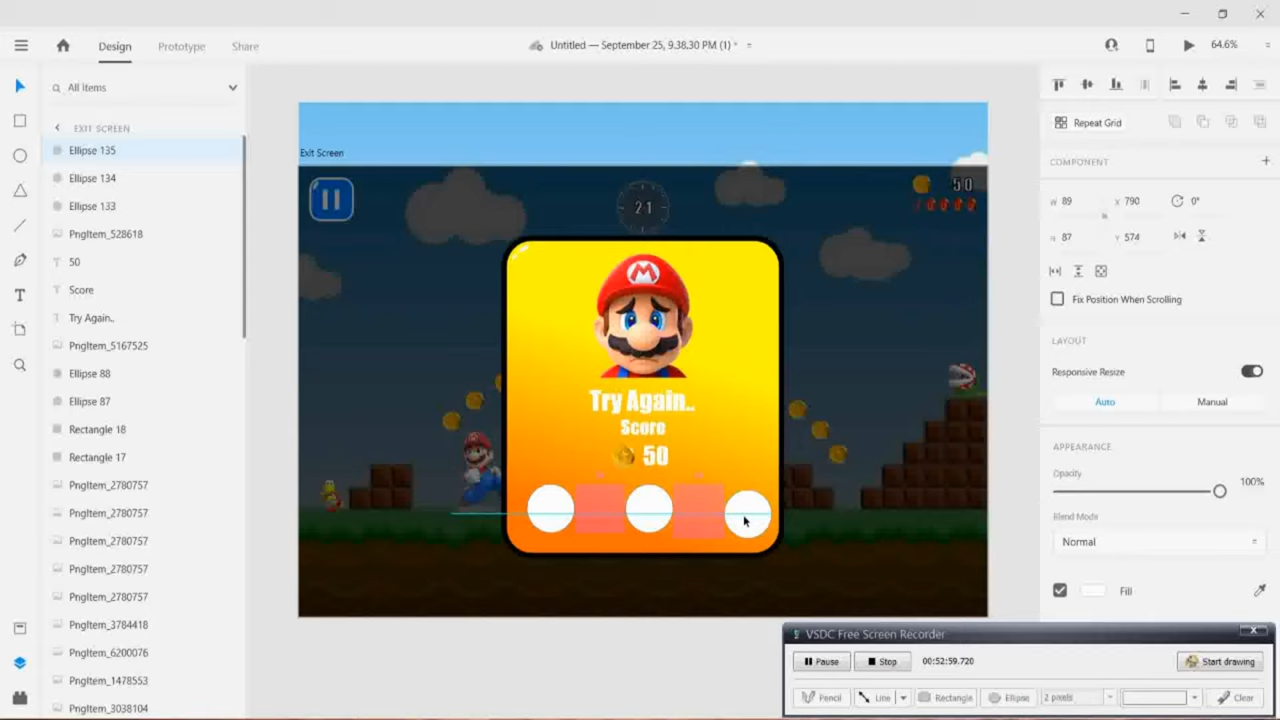 Design
Prototype
Share
Untitled — September 25, 9.38.30 PM (1) *
64.6%
All Items
EXIT SCREEN
Ellipse 135
Ellipse 134
Ellipse 133
PngItem_528618
50
Score
Try Again..
PngItem_5167525
Ellipse 88
Ellipse 87
Rectangle 18
Rectangle 17
PngItem_2780757
PngItem_2780757
PngItem_2780757
PngItem_2780757
PngItem_2780757
PngItem_3784418
PngItem_6200076
PngItem_1478553
PngItem_3038104
Exit Screen
50
21
M
Try Again..
Score
50
Repeat Grid
COMPONENT
W 89
X 790
0°
H 87
Y 574
Fix Position When Scrolling
LAYOUT
Responsive Resize
Auto
Manual
APPEARANCE
Opacity
100%
Blend Mode
Normal
Fill
VSDC Free Screen Recorder
Pause
Stop
00:52:59.720
Start drawing
Pencil
Line
Rectangle
Ellipse
2 pixels
Clear